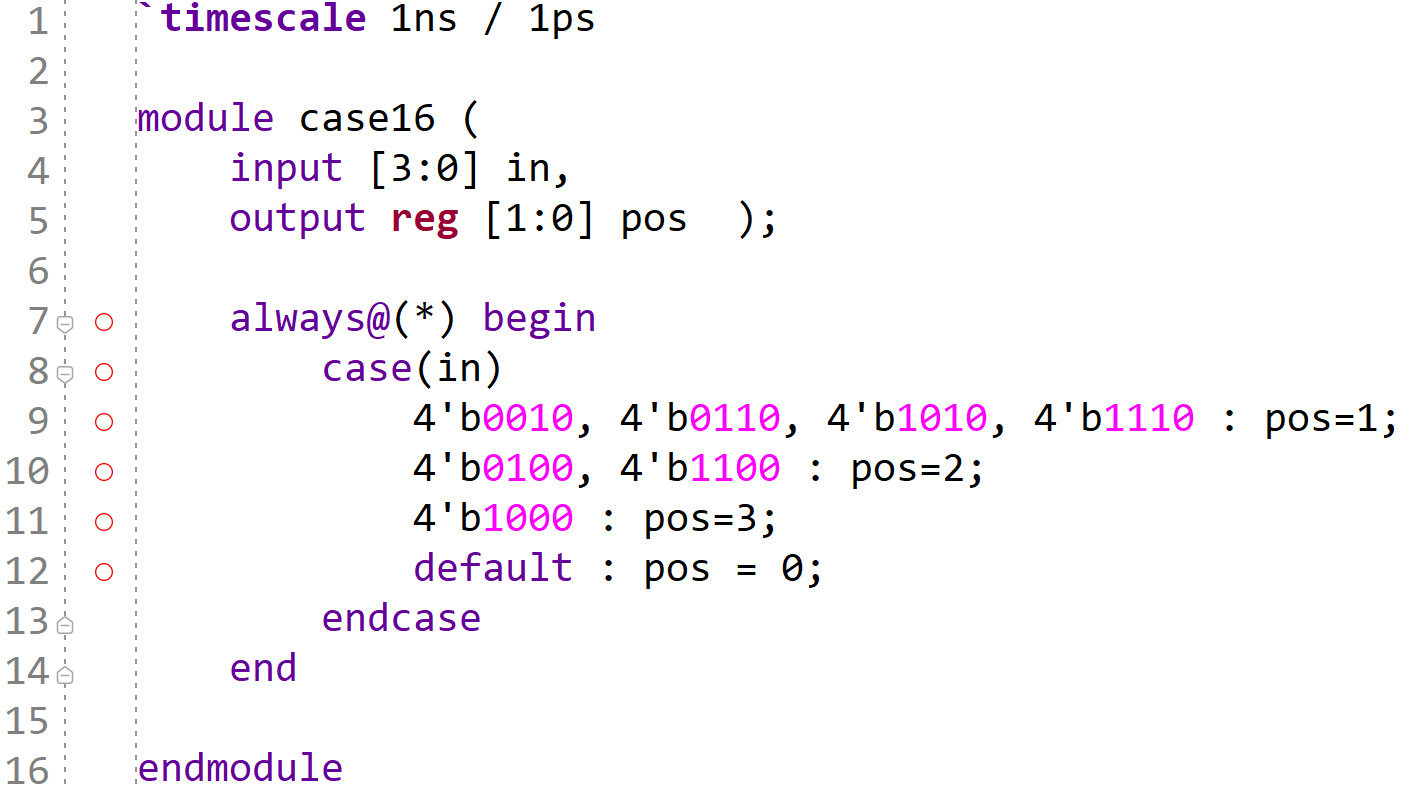 1 `timescale 1ns / 1ps
2
3 module case16 (
4     input [3:0] in,
5     output reg [1:0] pos  );
6
7     always@(*) begin
8         case(in)
9             4'b0010, 4'b0110, 4'b1010, 4'b1110 : pos=1;
10             4'b0100, 4'b1100 : pos=2;
11             4'b1000 : pos=3;
12             default : pos = 0;
13         endcase
14     end
15
16 endmodule